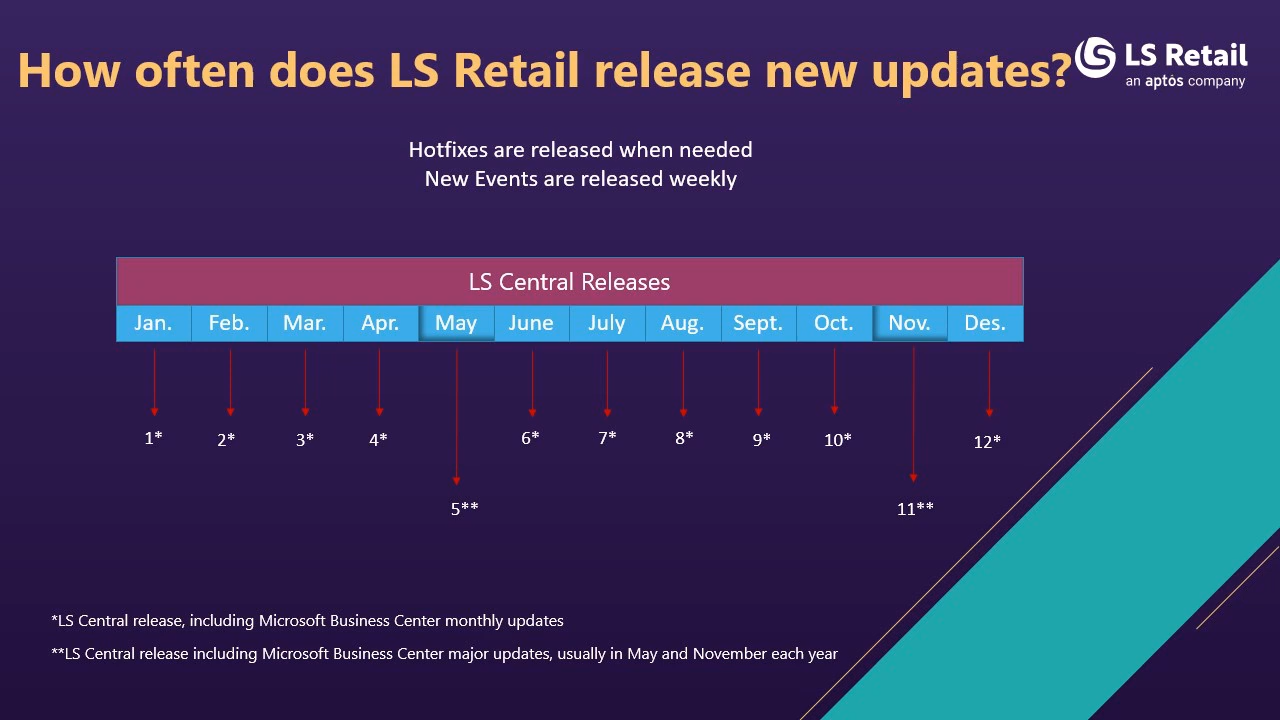 How often does LS Retail release new updates?
LS Retail
an aptos company
Hotfixes are released when needed
New Events are released weekly
LS Central Releases
Jan. Feb. Mar. Apr. May June July Aug. Sept. Oct. Nov. Des.
1* 2* 3* 4* 6* 7* 8* 9* 10* 12*
5** 11**
*LS Central release, including Microsoft Business Center monthly updates
**LS Central release including Microsoft Business Center major updates, usually in May and November each year